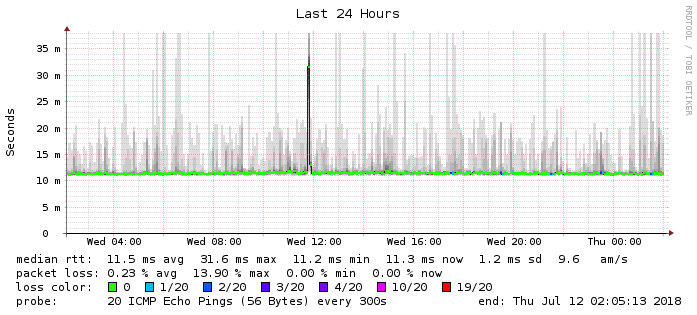 Last 24 Hours
RRDTOOL / TOBI OETIKER
Seconds
35 m
30 m
25 m
20 m
15 m
10 m
5 m
0
Wed 04:00 Wed 08:00 Wed 12:00 Wed 16:00 Wed 20:00 Thu 00:00
median rtt: 11.5 ms avg 31.6 ms max 11.2 ms min 11.3 ms now 1.2 ms sd 9.6 am/s
packet loss: 0.23 % avg 13.90 % max 0.00 % min 0.00 % now
loss color: 0 1/20 2/20 3/20 4/20 10/20 19/20
probe: 20 ICMP Echo Pings (56 Bytes) every 300s end: Thu Jul 12 02:05:13 2018